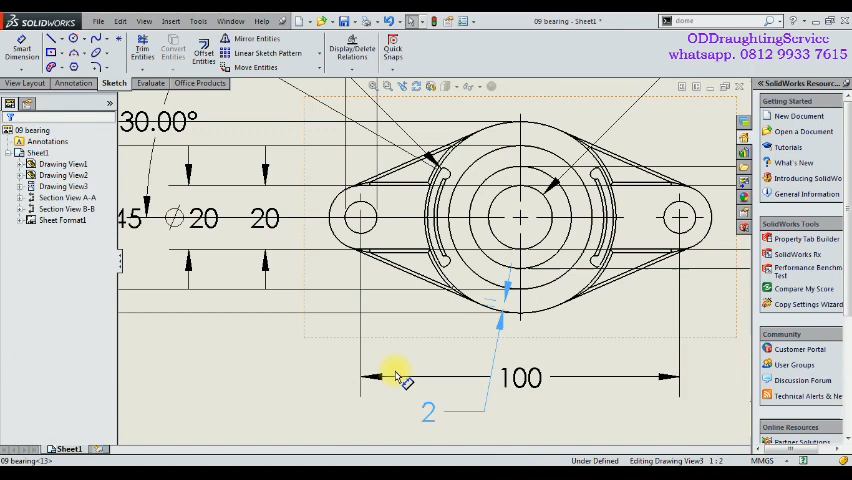 SOLIDWORKS File Edit View Insert Tools Window Help 09 bearing - Sheet1 * dome
ODDraughtingService
whatsapp. 0812 9933 7615
Smart Dimension
Trim Entities
Convert Entities
Offset Entities
Mirror Entities
Linear Sketch Pattern
Move Entities
Display/Delete Relations
Quick Snaps
View Layout Annotation Sketch Evaluate Office Products
SolidWorks Resourc...
09 bearing
Annotations
Sheet1
Drawing View1
Drawing View2
Drawing View3
Section View A-A
Section View B-B
Sheet Format1
30.00°
45
∅ 20
20
100
2
Getting Started
New Document
Open a Document
Tutorials
What's New
Introducing SolidWorks
General Information
SolidWorks Tools
Property Tab Builder
SolidWorks Rx
Performance Benchm
Test
Compare My Score
Copy Settings Wizard
Community
Customer Portal
User Groups
Discussion Forum
Technical Alerts & New
Online Resources
Partner Solutions
Sheet1
09 bearing<13> Under Defined Editing Drawing View3 1 : 2 MMGS